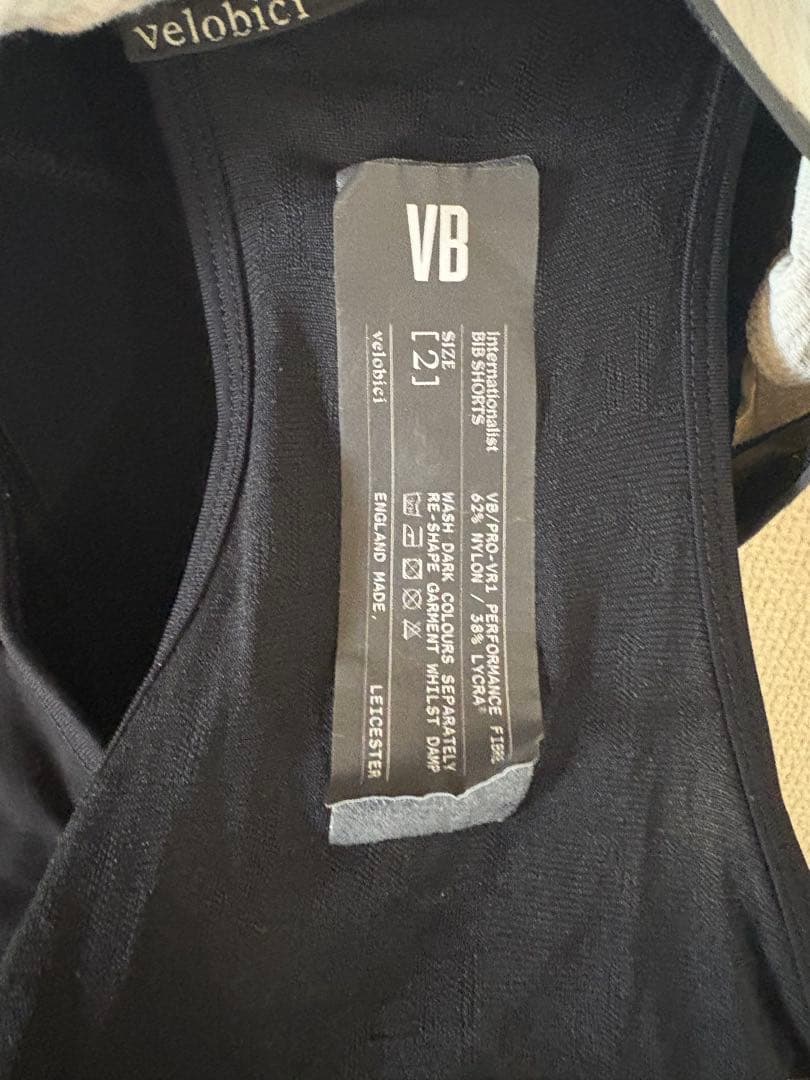 velobici
VB
Internationalist
BIB SHORTS
VB/PRO-VR1 PERFORMANCE FIBRE
62% NYLON / 38% LYCRA®
SIZE
[2]
WASH DARK COLOURS SEPARATELY
RE-SHAPE GARMENT WHILST DAMP
velobici
ENGLAND MADE, LEICESTER